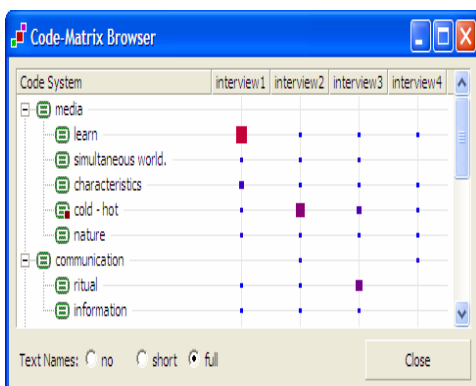 Code-Matrix Browser
Code System interview1 interview2 interview3 interview4
media
learn
simultaneous world.
characteristics
cold - hot
nature
communication
ritual
information
Text Names: no short full Close